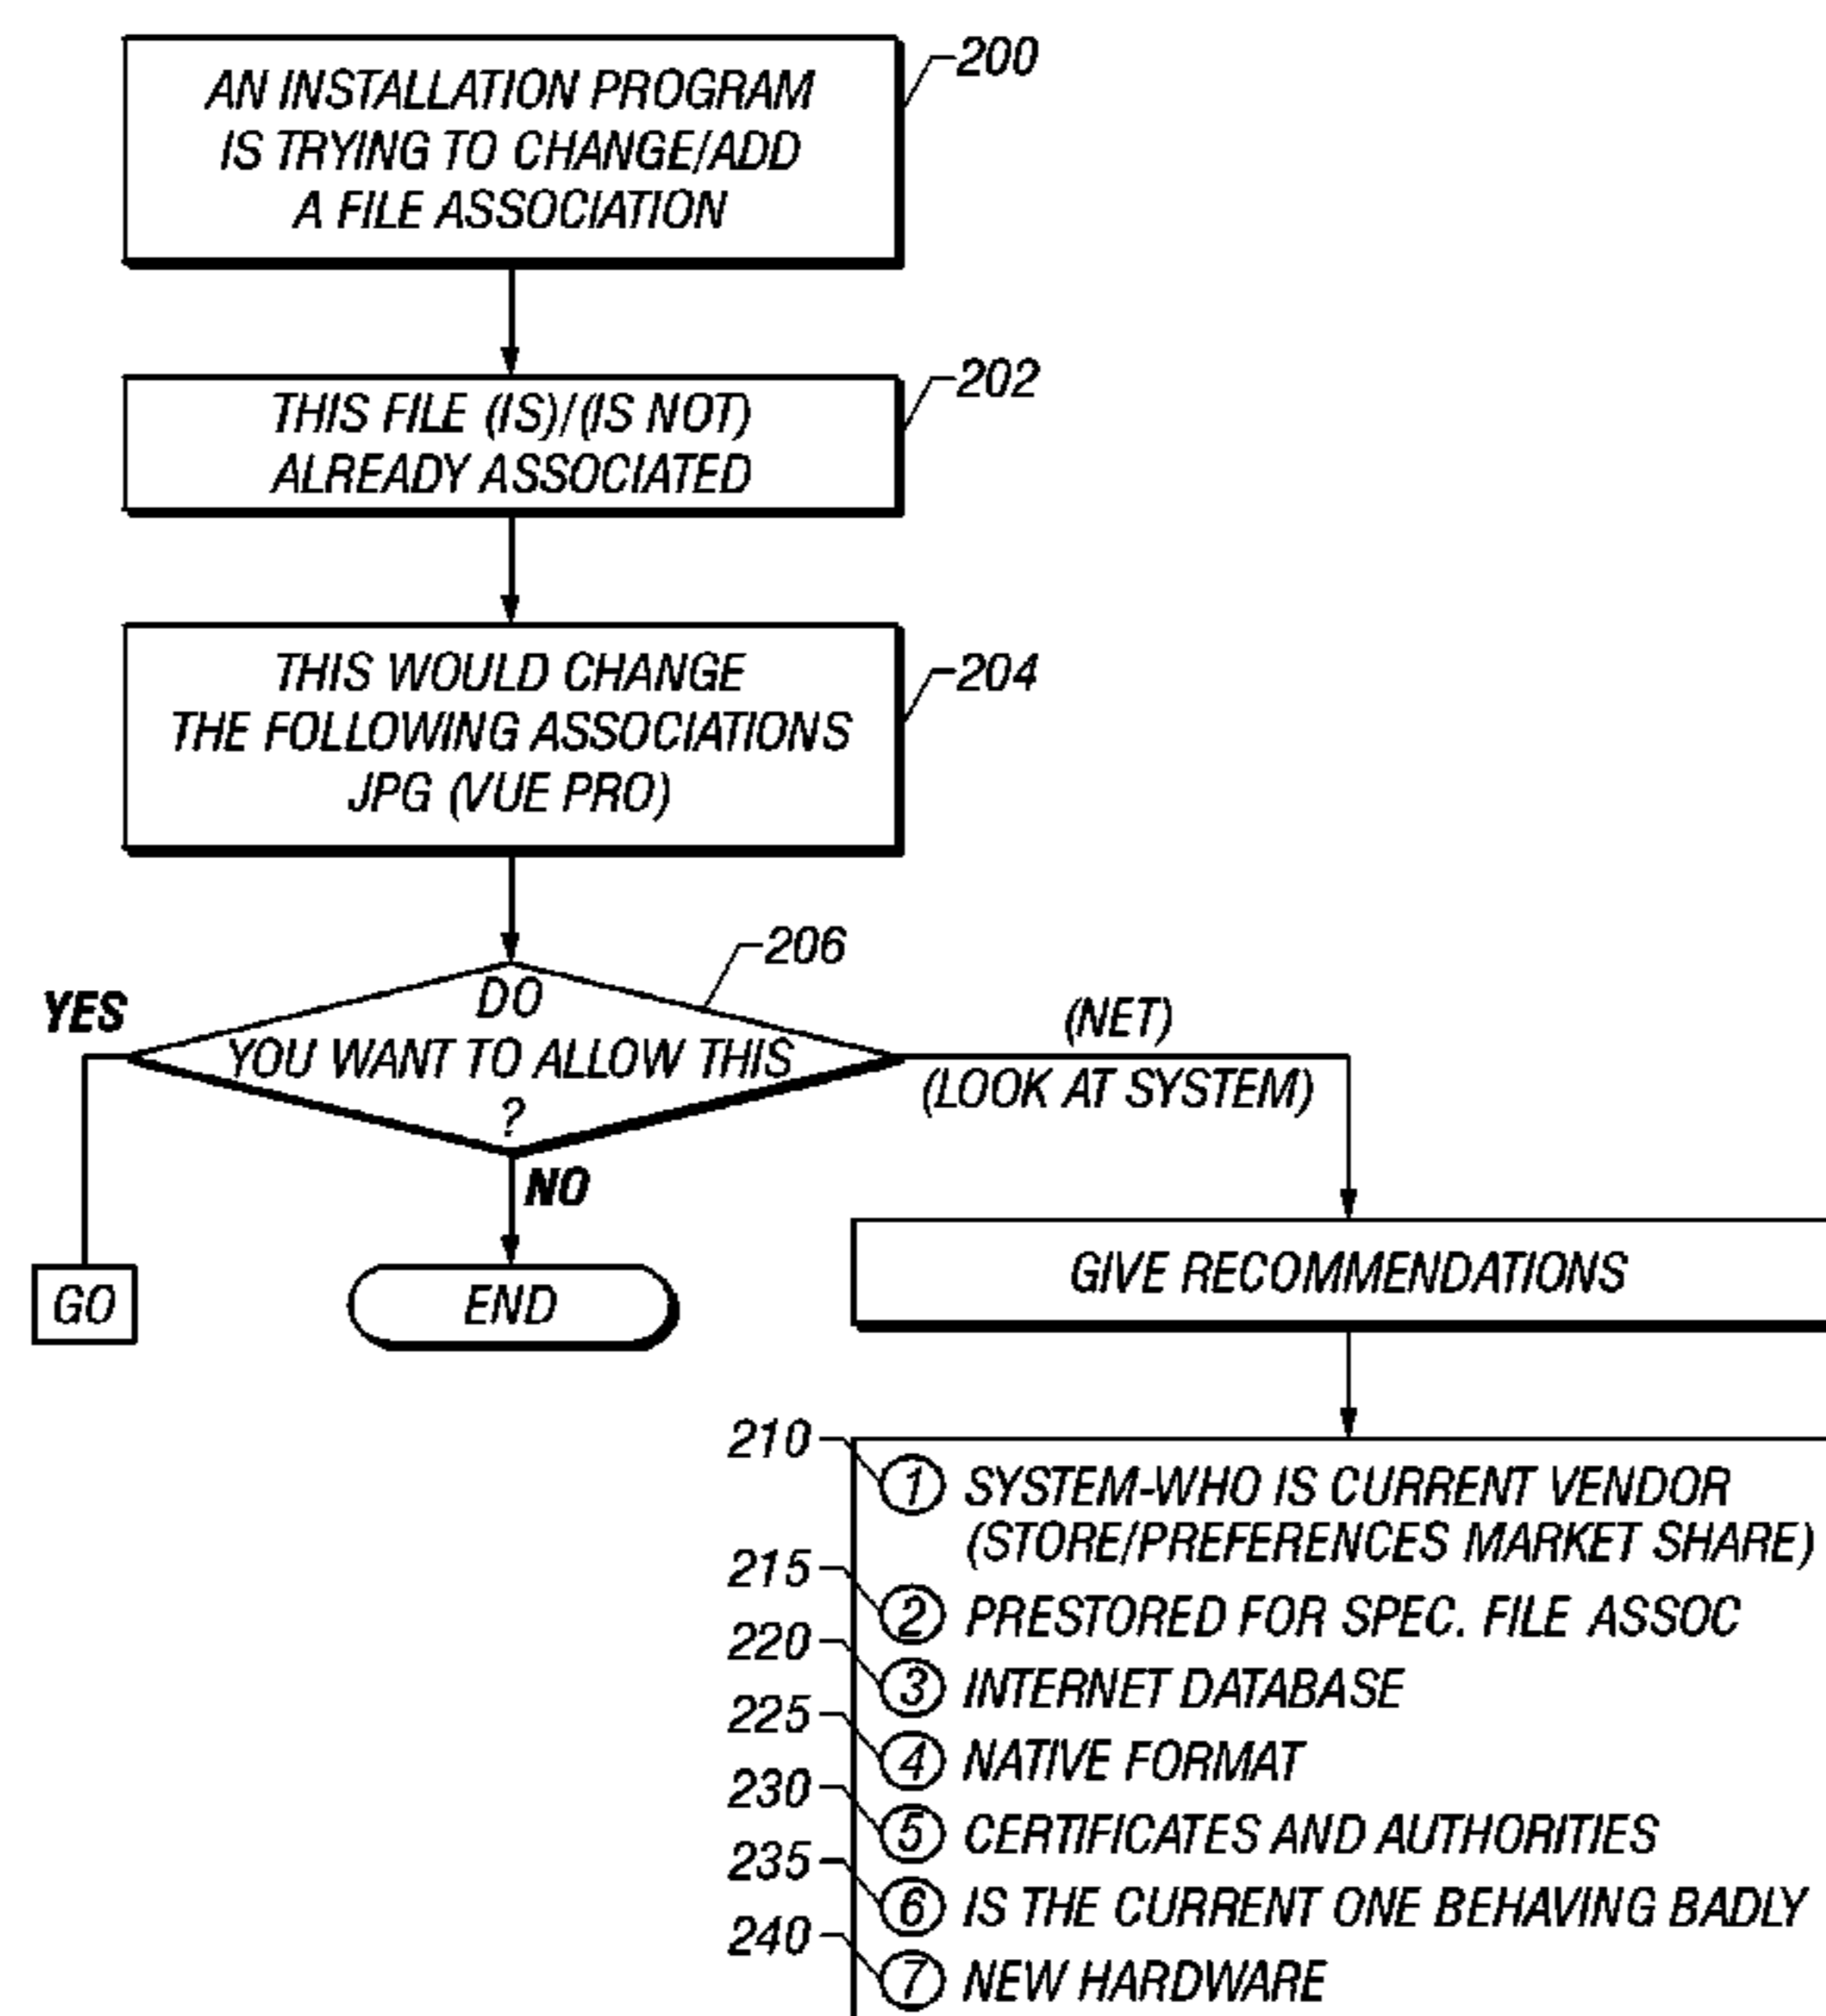 AN INSTALLATION PROGRAM
IS TRYING TO CHANGE/ADD
A FILE ASSOCIATION
200
THIS FILE (IS)/(IS NOT)
ALREADY ASSOCIATED
202
THIS WOULD CHANGE
THE FOLLOWING ASSOCIATIONS
JPG (VUE PRO)
204
206
DO
YOU WANT TO ALLOW THIS
?
YES
NO
(NET)
(LOOK AT SYSTEM)
GO
END
GIVE RECOMMENDATIONS
210
1 SYSTEM-WHO IS CURRENT VENDOR
(STORE/PREFERENCES MARKET SHARE)
215
2 PRESTORED FOR SPEC. FILE ASSOC
220
3 INTERNET DATABASE
225
4 NATIVE FORMAT
230
5 CERTIFICATES AND AUTHORITIES
235
6 IS THE CURRENT ONE BEHAVING BADLY
240
7 NEW HARDWARE